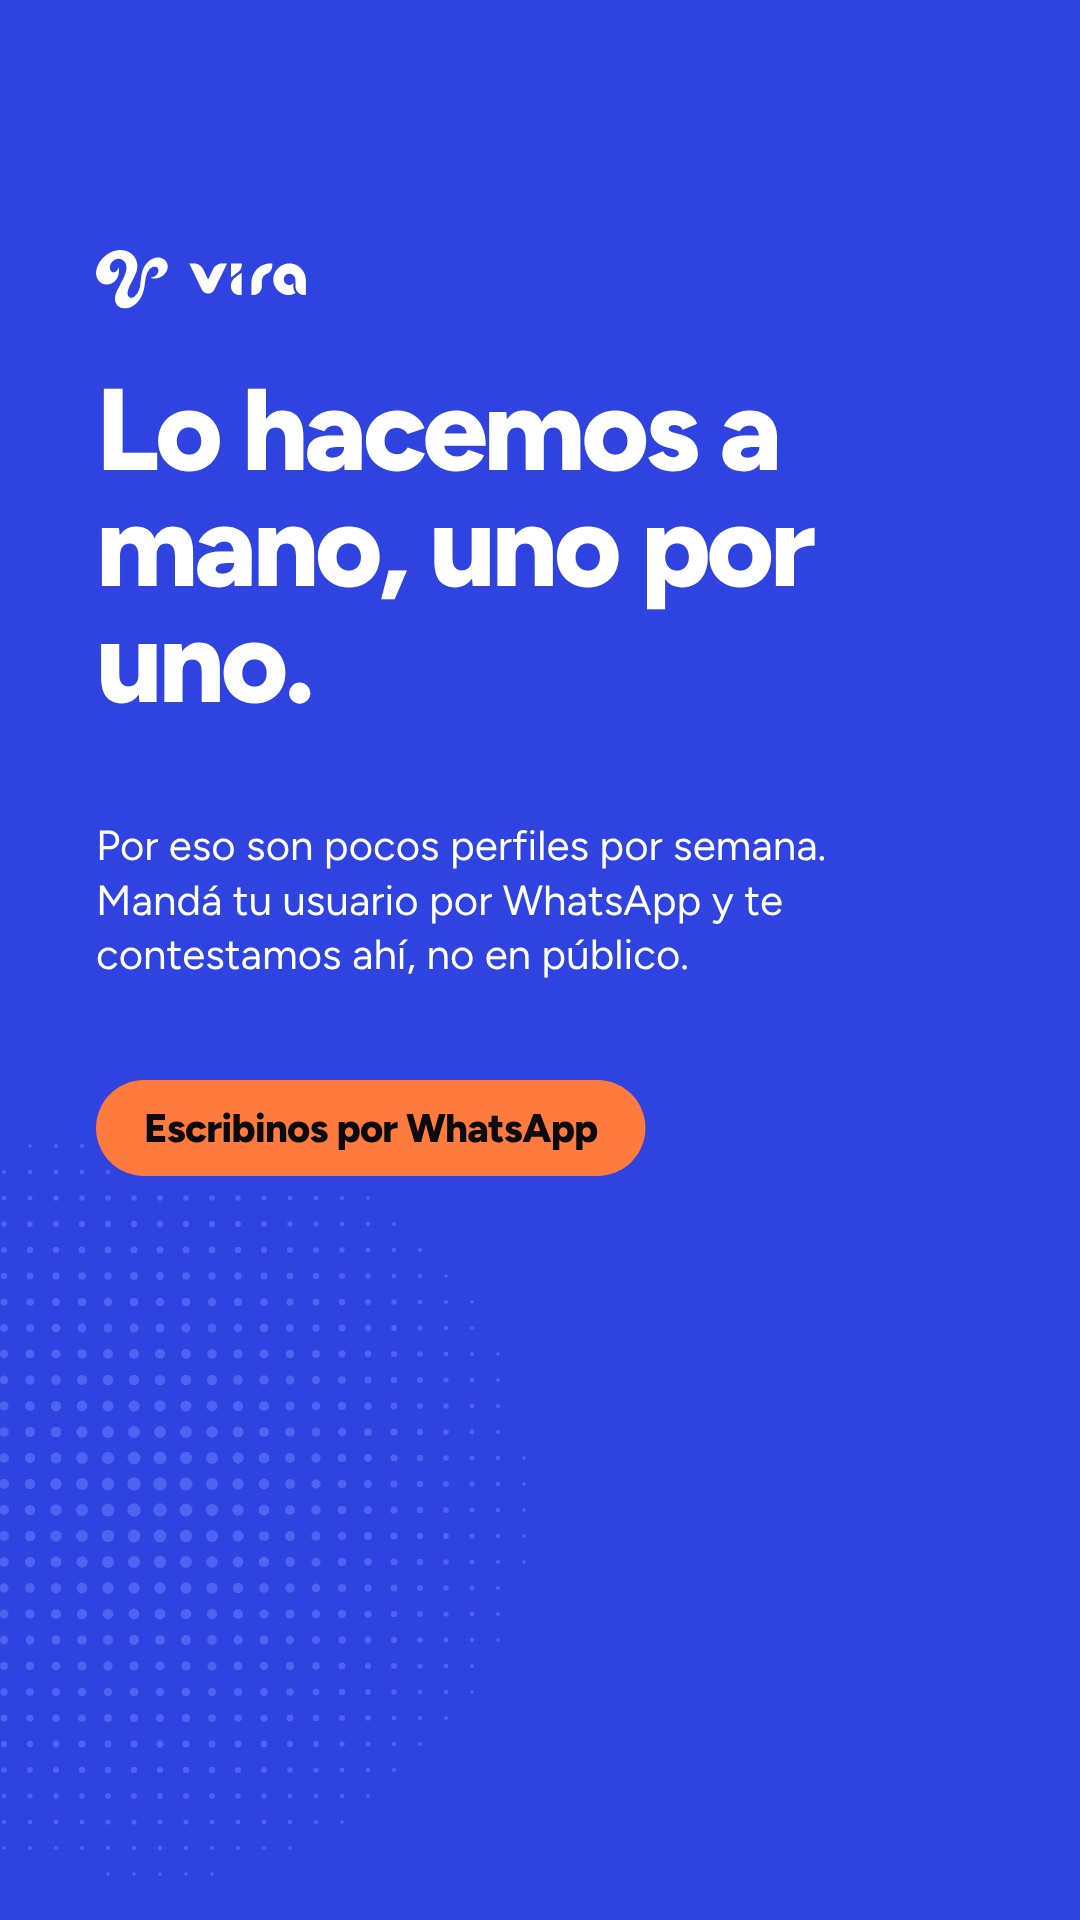 vira
Lo hacemos a
mano, uno por
uno.
Por eso son pocos perfiles por semana.
Mandá tu usuario por WhatsApp y te
contestamos ahí, no en público.
Escribinos por WhatsApp